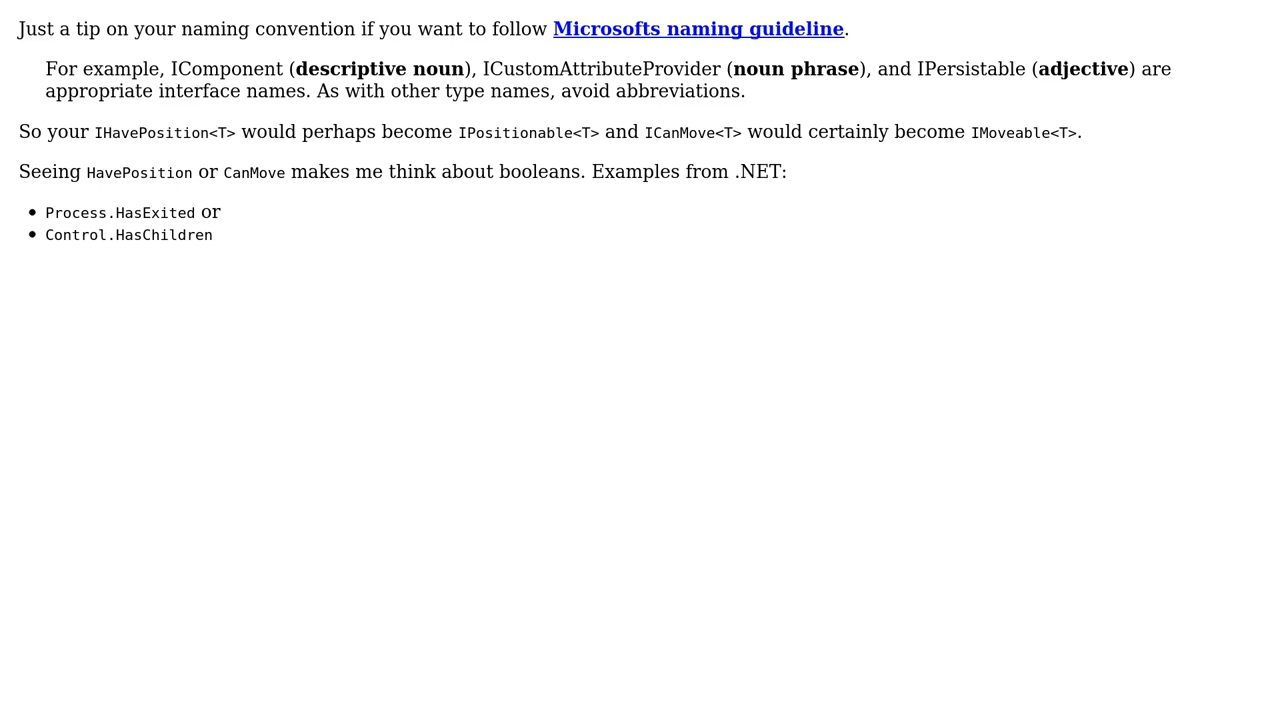 Just a tip on your naming convention if you want to follow Microsofts naming guideline.
For example, IComponent (descriptive noun), ICustomAttributeProvider (noun phrase), and IPersistable (adjective) are
appropriate interface names. As with other type names, avoid abbreviations.
So your IHavePosition<T> would perhaps become IPositionable<T> and ICanMove<T> would certainly become IMoveable<T>.
Seeing HavePosition or CanMove makes me think about booleans. Examples from .NET:
• Process.HasExited or
• Control.HasChildren